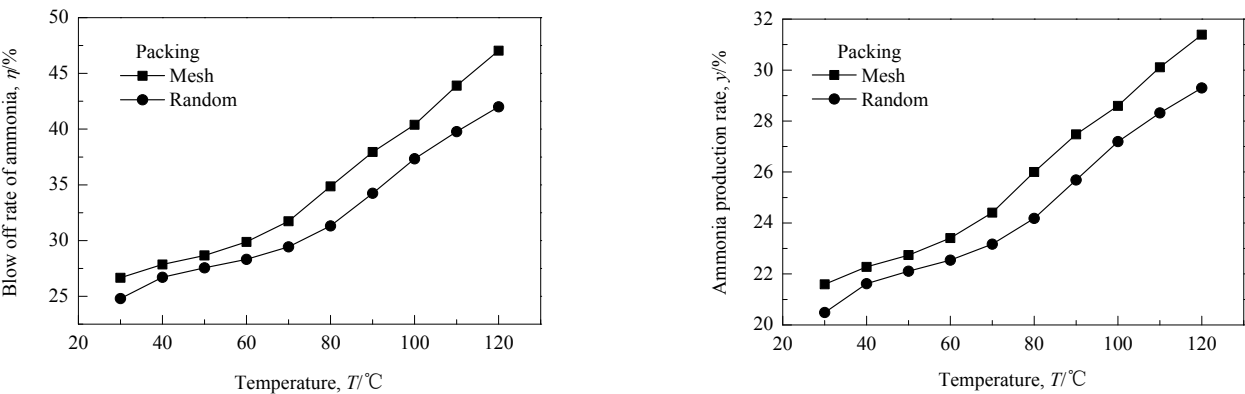 50
45
40
35
30
25
20
40
60
80
100
120
Blow off rate of ammonia, η/%
Temperature, T/℃
Packing
Mesh
Random
32
30
28
26
24
22
20
20
40
60
80
100
120
Ammonia production rate, y/%
Temperature, T/℃
Packing
Mesh
Random